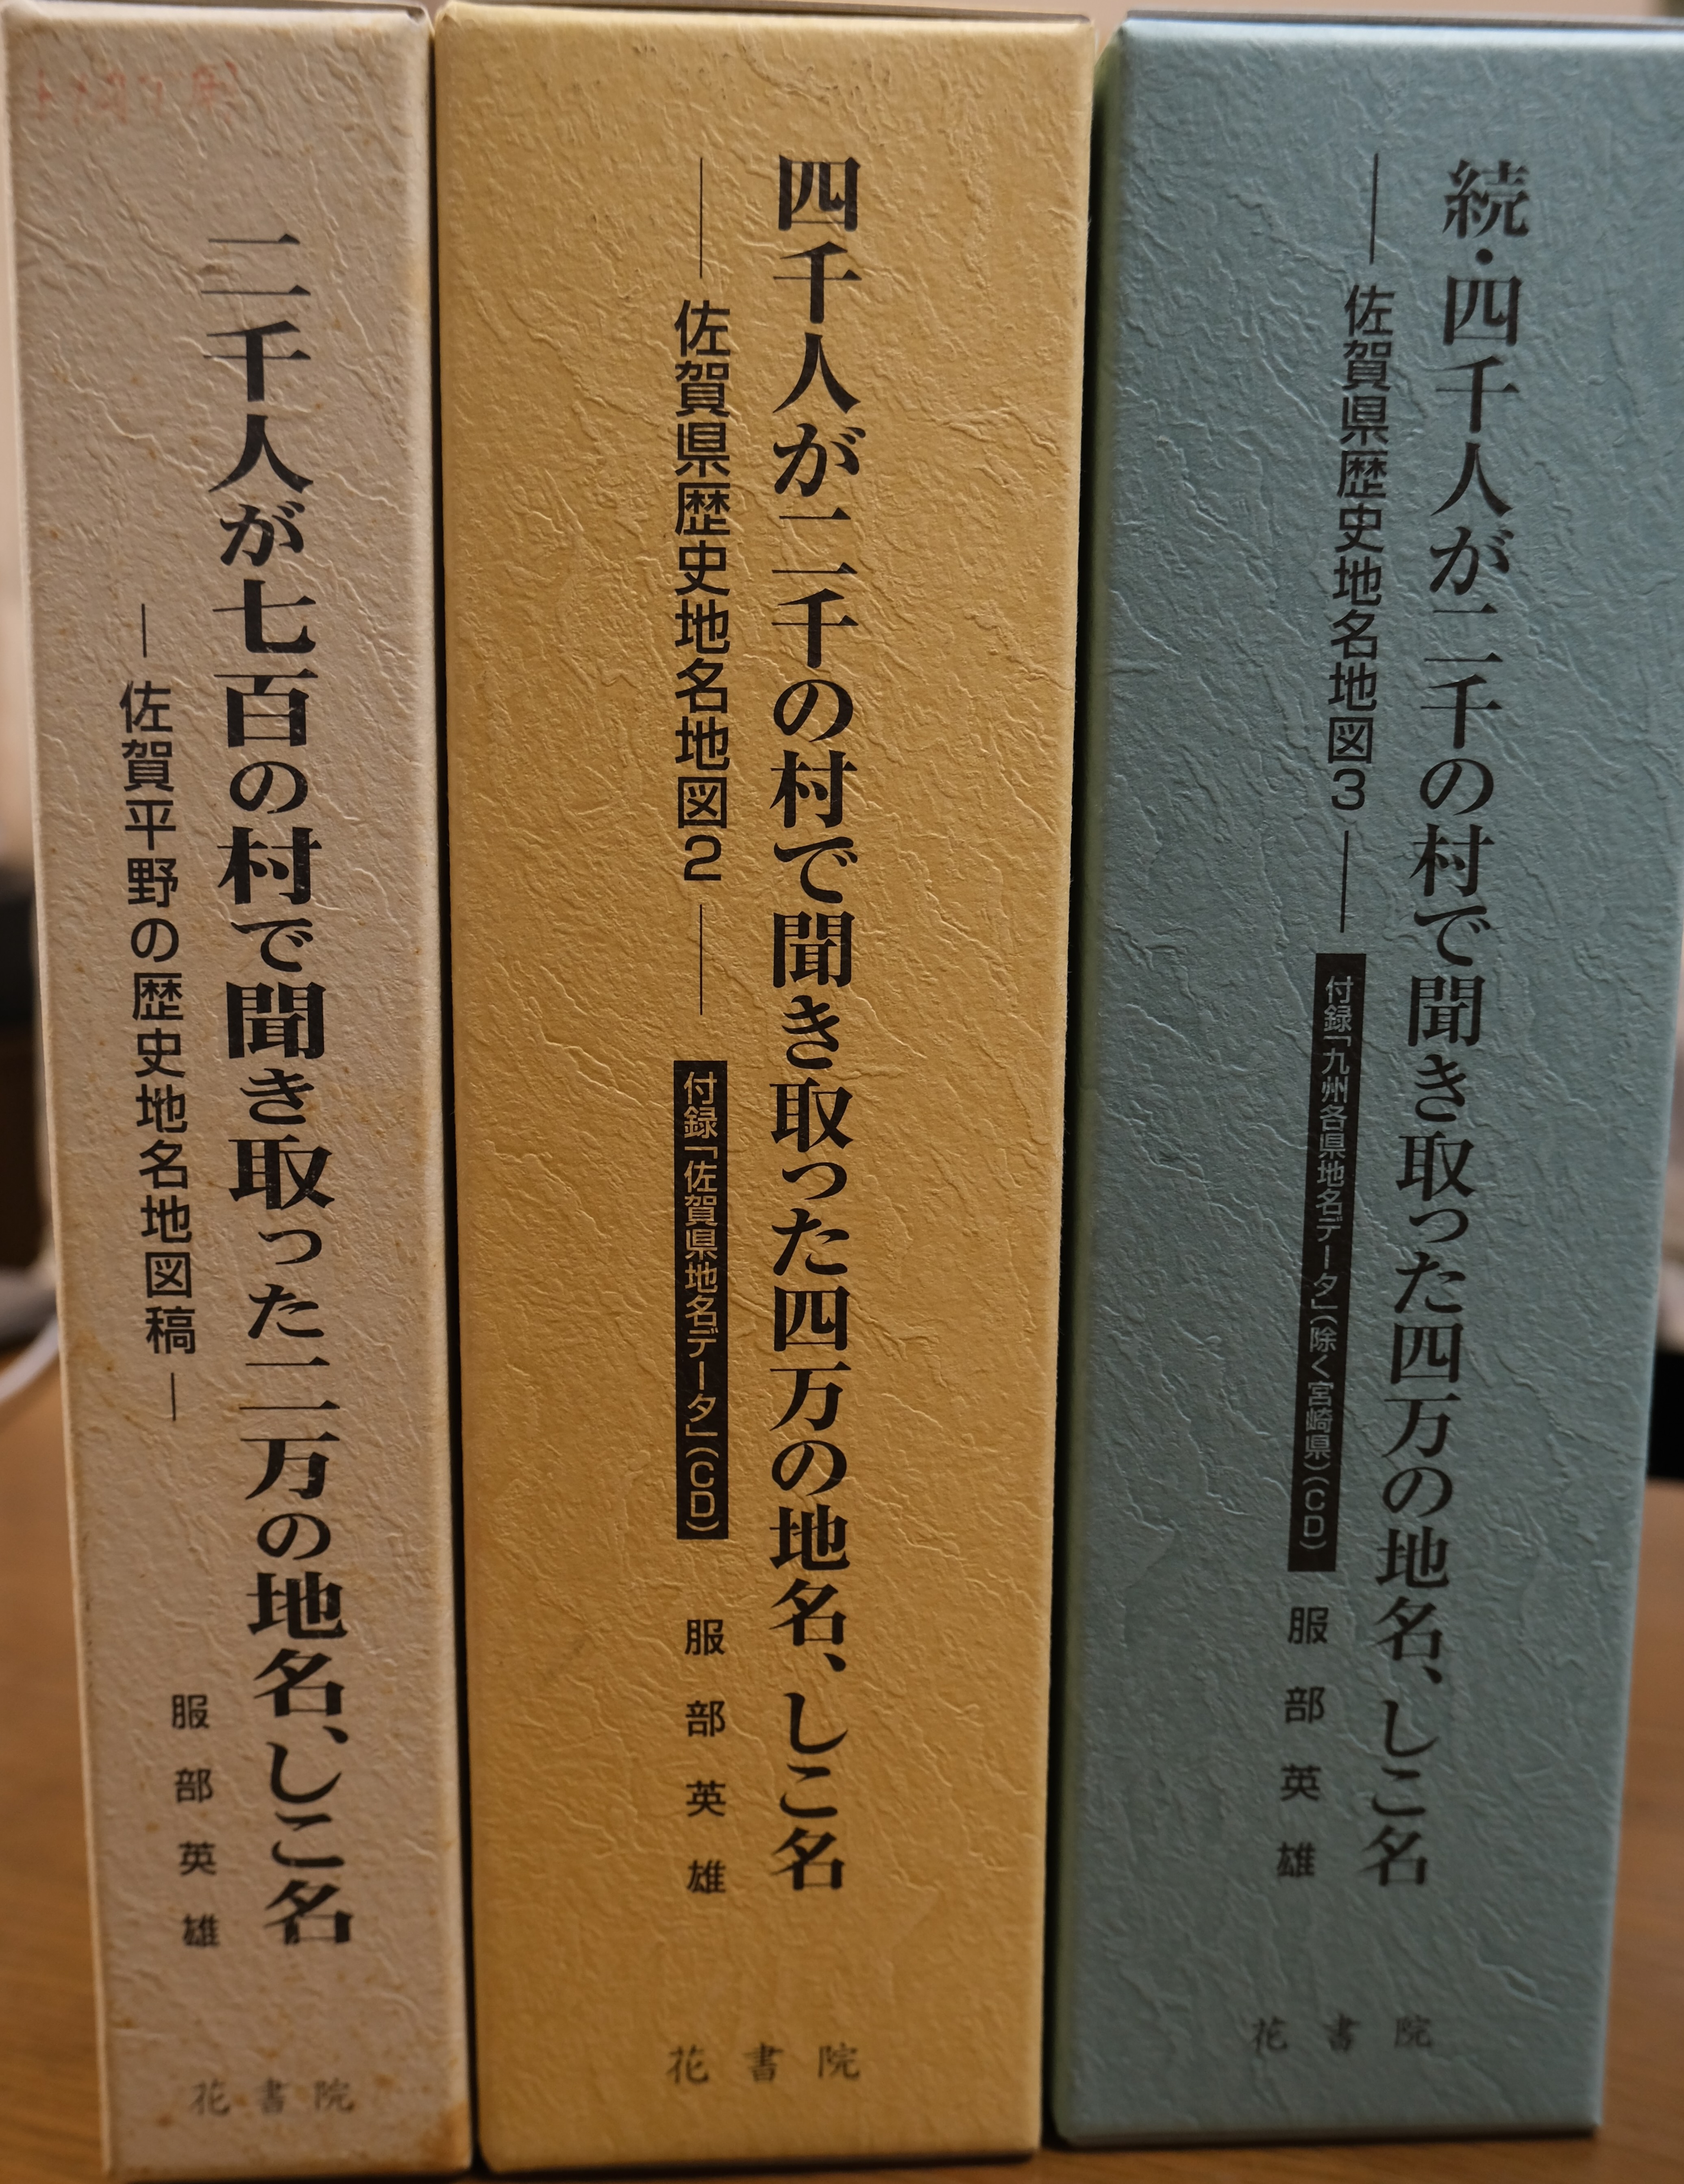 二千人が七百の村で聞き取った二万の地名、しこ名
―佐賀平野の歴史地名地図稿―
服部英雄
花書院
四千人が二千の村で聞き取った四万の地名、しこ名
―佐賀県歴史地名地図2―
付録「佐賀県地名データ」(CD)
服部英雄
花書院
続・四千人が二千の村で聞き取った四万の地名、しこ名
―佐賀県歴史地名地図3―
付録「九州各県地名データ」(除く宮崎県)(CD)
服部英雄
花書院